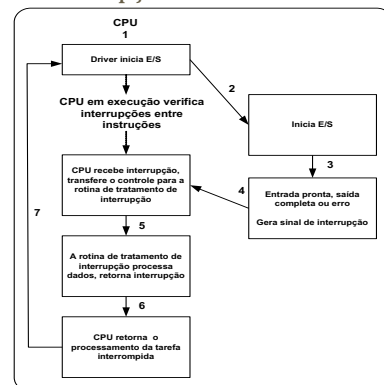 CPU
1
Driver inicia E/S
2
CPU em execução verifica
interrupções entre
instruções
Inicia E/S
3
CPU recebe interrupção,
transfere o controle para a
rotina de tratamento de
interrupção
4
Entrada pronta, saída
completa ou erro
Gera sinal de interrupção
7
5
A rotina de tratamento de
interrupção processa
dados, retorna interrupção
6
CPU retorna o
processamento da tarefa
interrompida